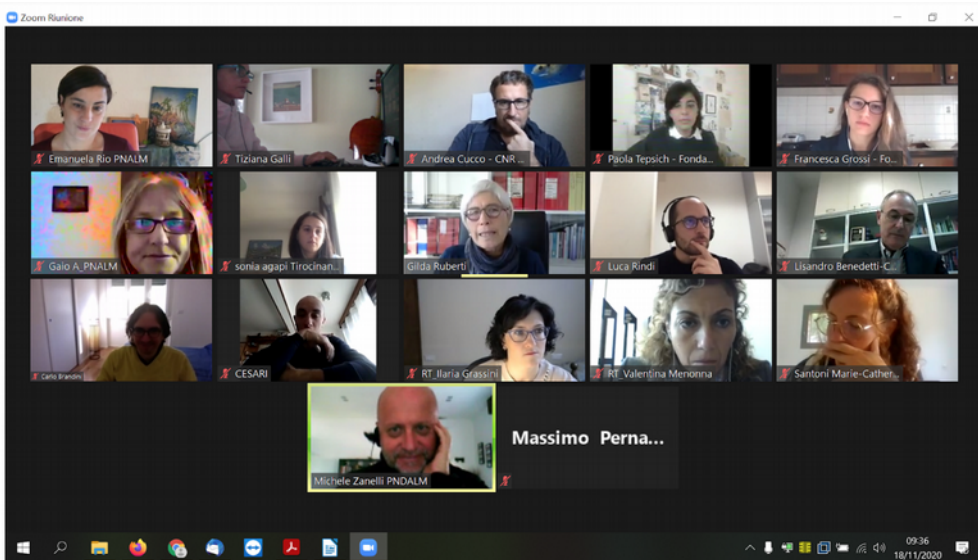 Zoom Riunione
Emanuela Rio PNALM
Tiziana Galli
Andrea Cucco - CNR ...
Paola Tepsich - Fonda...
Francesca Grossi - Fo...
Gaio A_PNALM
sonia agapi Tirocinan...
Gilda Ruberti
Luca Rindi
Lisandro Benedetti-C...
Carlo Brandini
CESARI
RT_Ilaria Grassini
RT_Valentina Menonna
Santoni Marie-Cather...
Michele Zanelli PNDALM
Massimo Perna...
09:36
18/11/2020